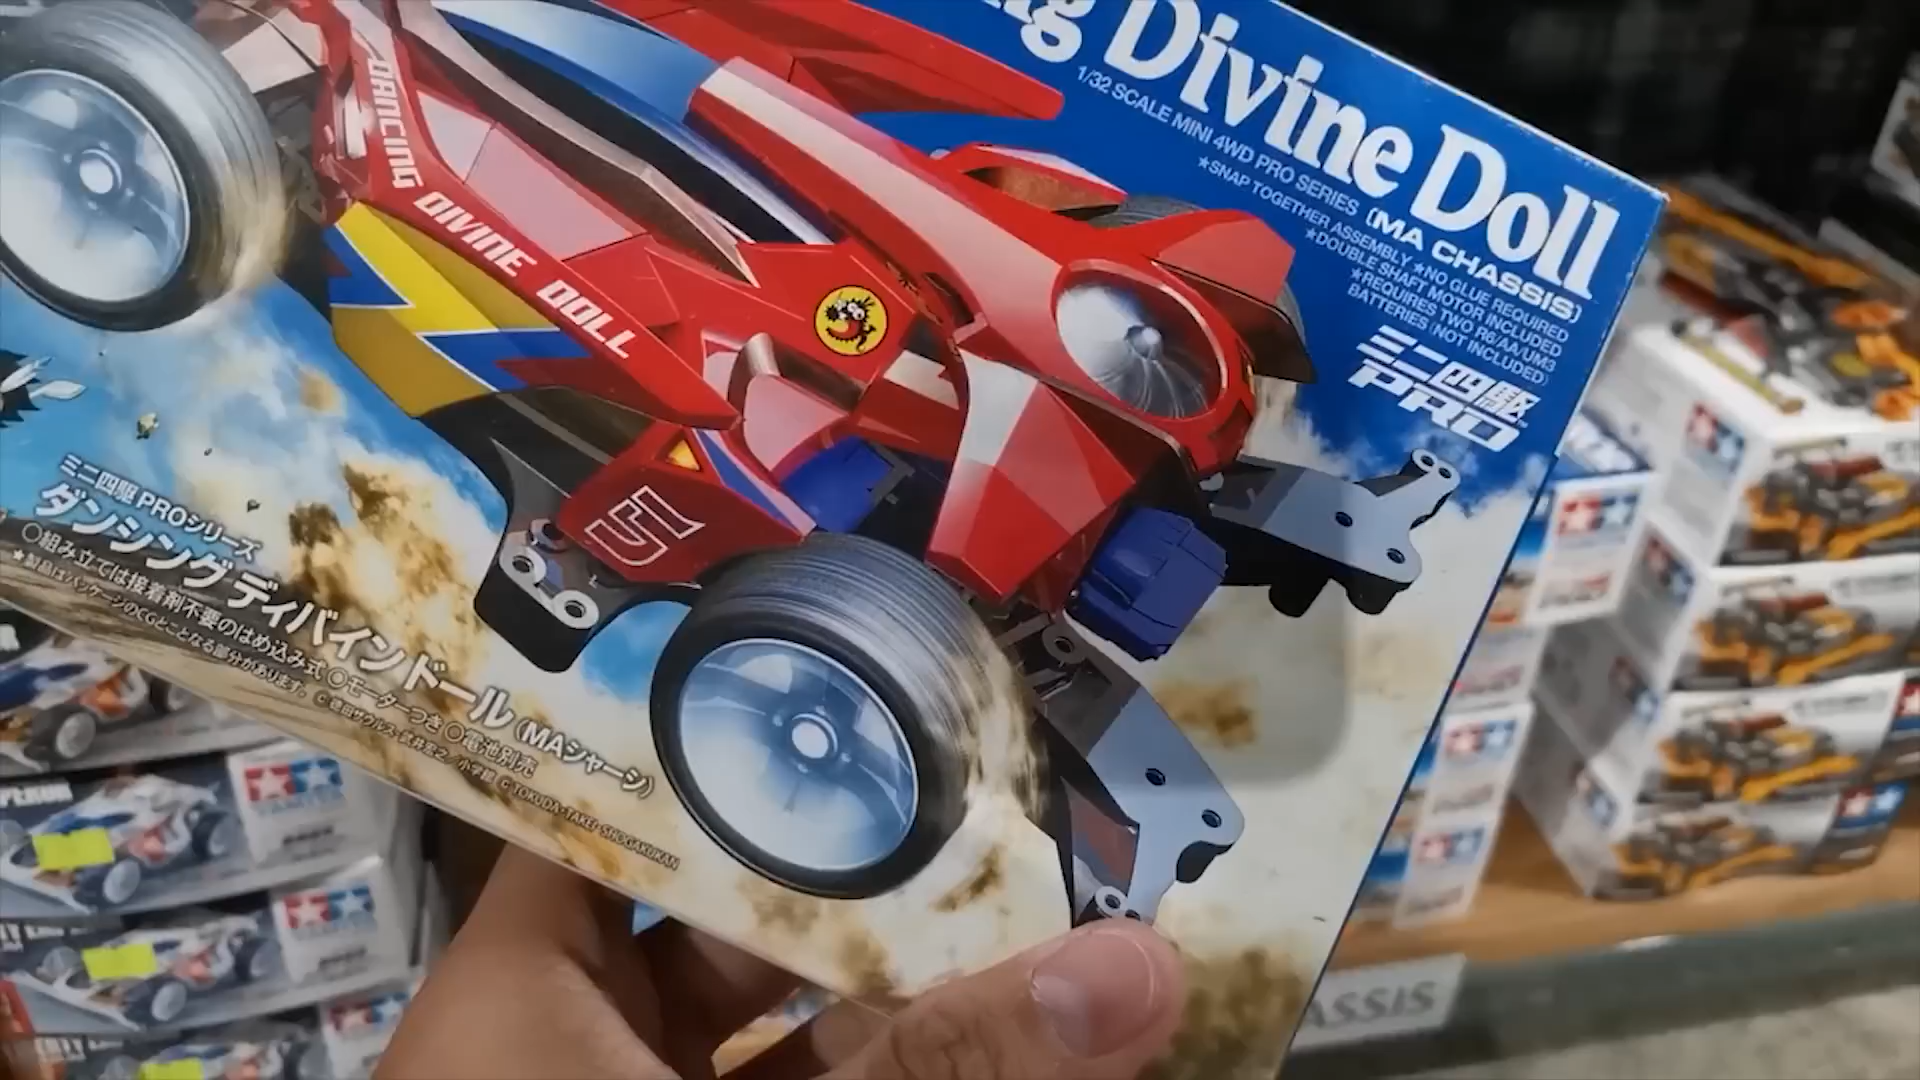 ng Divine Doll
1/32 SCALE MINI 4WD PRO SERIES (MA CHASSIS)
★SNAP TOGETHER ASSEMBLY ★NO GLUE REQUIRED
★DOUBLE SHAFT MOTOR INCLUDED
★REQUIRES TWO R6/AA/UM3
BATTERIES (NOT INCLUDED)
ミニ四駆
PRO
DANCING DIVINE DOLL
5
ミニ四駆PROシリーズ
ダンシングディバインドール(MAシャーシ)
○組み立ては接着剤不要のはめ込み式 ○モーターつき ○電池別売
★製品はパッケージのCGとことなる部分があります。
© TOKUDA・TAKEI・SHOGAKUKAN
ASSIS